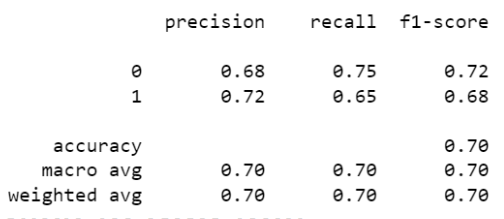 precision recall f1-score
0 0.68 0.75 0.72
1 0.72 0.65 0.68
accuracy 0.70
macro avg 0.70 0.70 0.70
weighted avg 0.70 0.70 0.70